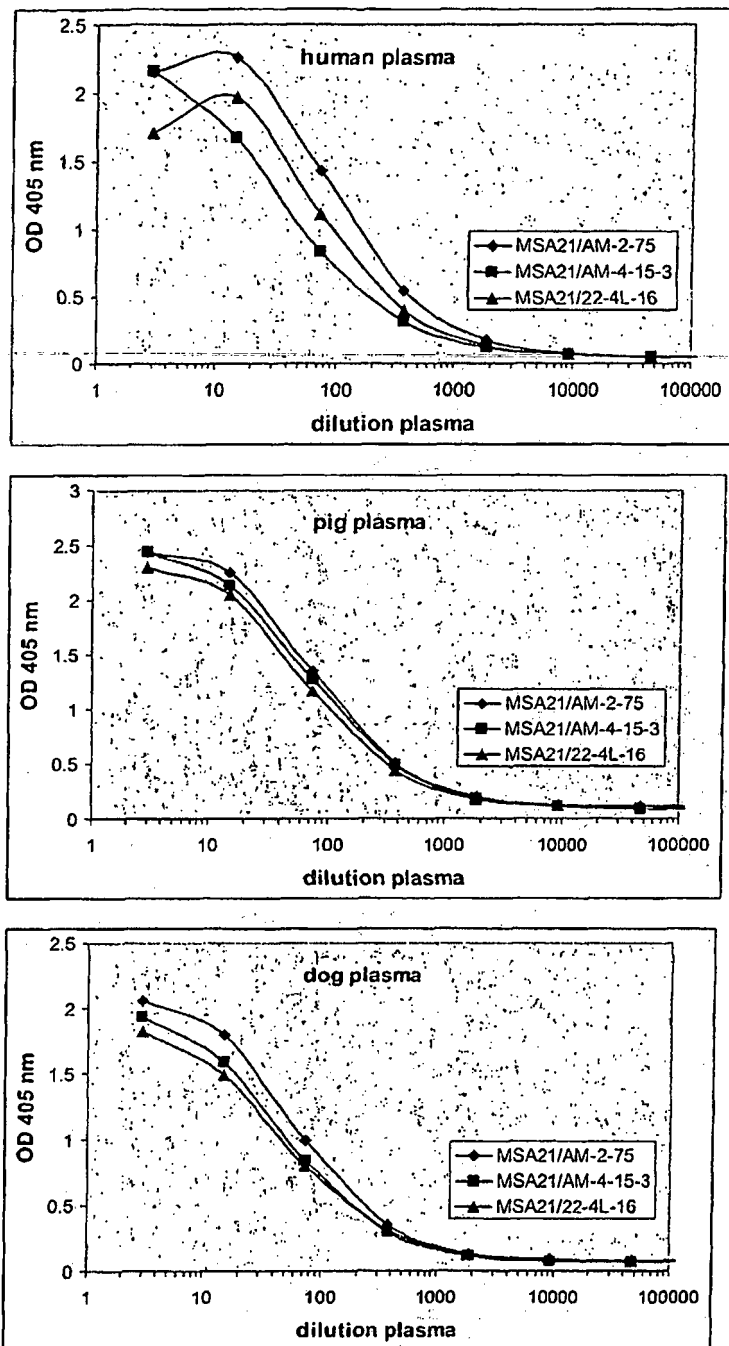 human plasma
OD 405 nm
2.5
2
1.5
1
0.5
0
MSA21/AM-2-75
MSA21/AM-4-15-3
MSA21/22-4L-16
1 10 100 1000 10000 100000
dilution plasma
pig plasma
OD 405 nm
3
2.5
2
1.5
1
0.5
0
MSA21/AM-2-75
MSA21/AM-4-15-3
MSA21/22-4L-16
1 10 100 1000 10000 100000
dilution plasma
dog plasma
OD 405 nm
2.5
2
1.5
1
0.5
0
MSA21/AM-2-75
MSA21/AM-4-15-3
MSA21/22-4L-16
1 10 100 1000 10000 100000
dilution plasma